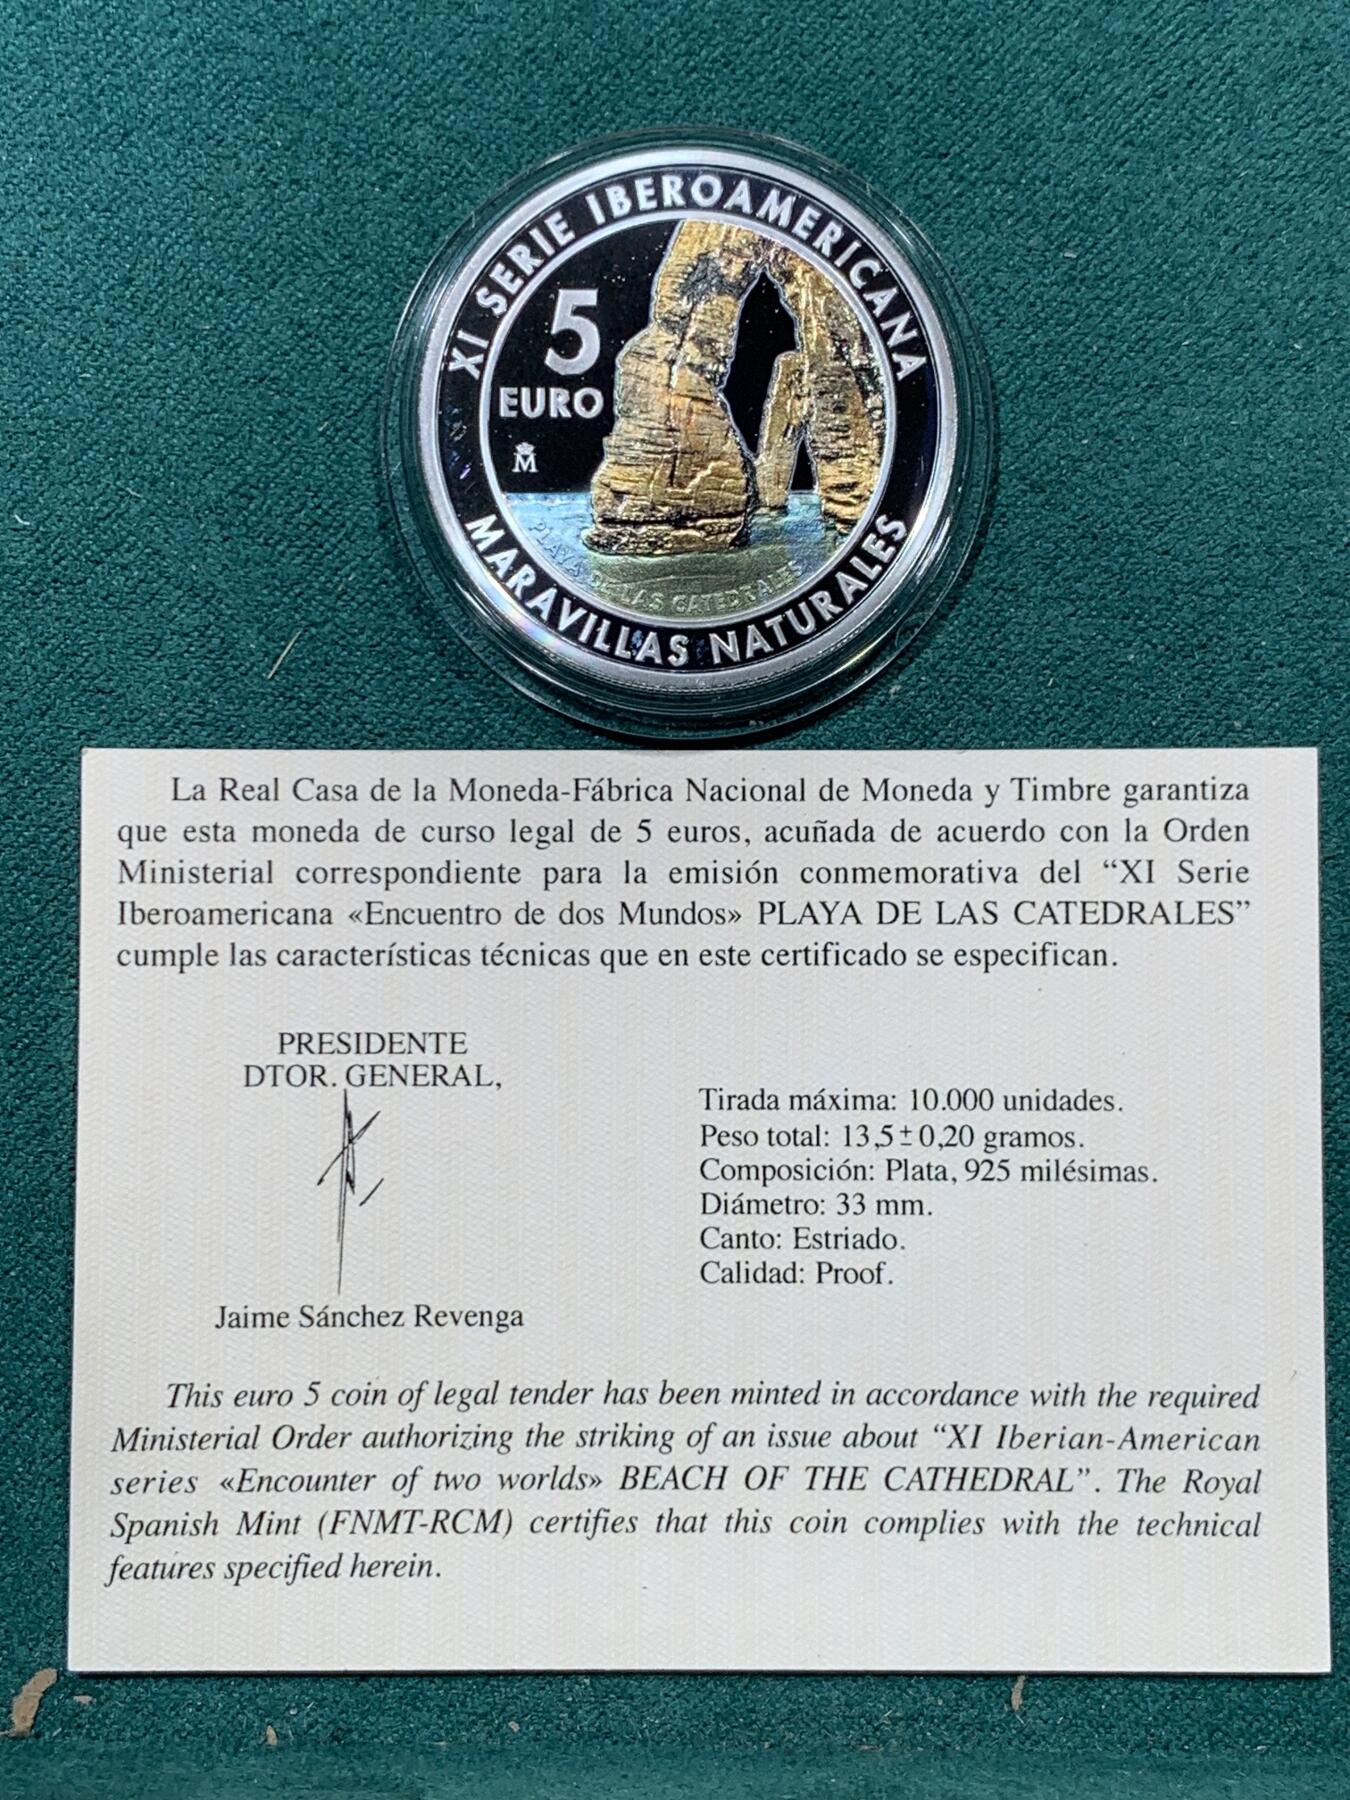 XI SERIE IBEROAMERICANA
5
EURO
M
PLAYA DE LAS CATEDRALES
MARAVILLAS NATURALES
La Real Casa de la Moneda-Fábrica Nacional de Moneda y Timbre garantiza
que esta moneda de curso legal de 5 euros, acuñada de acuerdo con la Orden
Ministerial correspondiente para la emisión conmemorativa del “XI Serie
Iberoamericana «Encuentro de dos Mundos» PLAYA DE LAS CATEDRALES”
cumple las características técnicas que en este certificado se especifican.
PRESIDENTE
DTOR. GENERAL,
Jaime Sánchez Revenga
Tirada máxima: 10.000 unidades.
Peso total: 13,5 ± 0,20 gramos.
Composición: Plata, 925 milésimas.
Diámetro: 33 mm.
Canto: Estriado.
Calidad: Proof.
This euro 5 coin of legal tender has been minted in accordance with the required
Ministerial Order authorizing the striking of an issue about “XI Iberian-American
series «Encounter of two worlds» BEACH OF THE CATHEDRAL”. The Royal
Spanish Mint (FNMT-RCM) certifies that this coin complies with the technical
features specified herein.